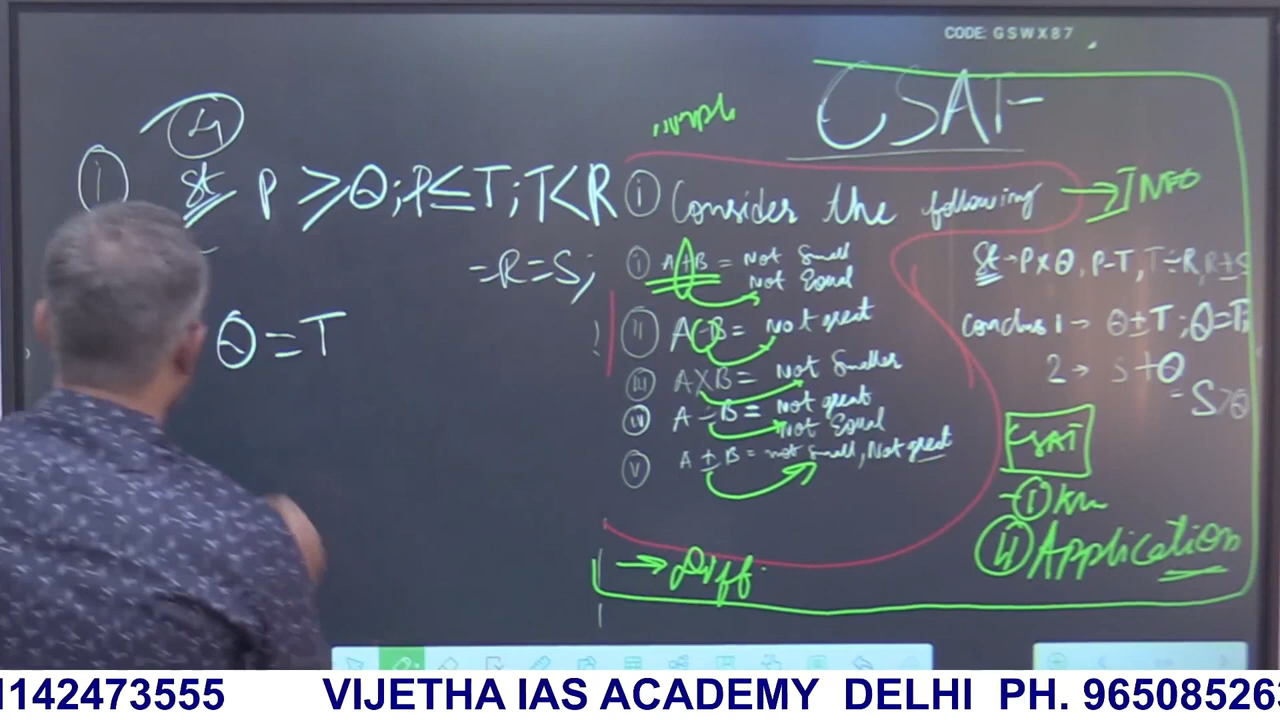 CODE: GSWX87
CSAT
① St P ≥ Q; P ≤ T; T < R
= R = S;
Q = T
① Consider the following → INFO
① A + B = Not Small
Not Equal
ⅱ A - B = Not great
ⅲ A × B = Not Smaller
ⅳ A ÷ B = Not great
Not Equal
ⅴ A ± B = not small, Not great
→ Diff.
St → P × Q, P - T, T ÷ R, R ± S
Conclus 1 → Q ± T; Q = T;
2 → S + Q
= S > Q
CSAT
① Kn
ⅱ Application
1142473555 VIJETHA IAS ACADEMY DELHI PH. 965085263